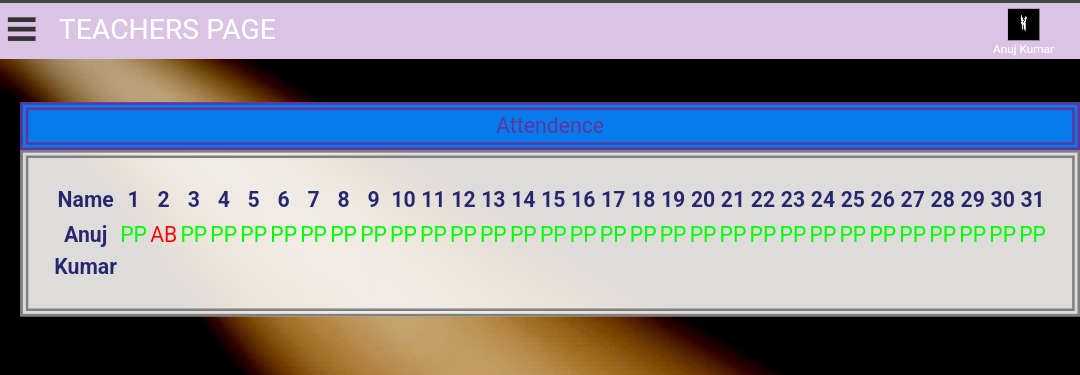 TEACHERS PAGE
Anuj Kumar
Attendence
Name 1 2 3 4 5 6 7 8 9 10 11 12 13 14 15 16 17 18 19 20 21 22 23 24 25 26 27 28 29 30 31
Anuj PP AB PP PP PP PP PP PP PP PP PP PP PP PP PP PP PP PP PP PP PP PP PP PP PP PP PP PP PP PP PP
Kumar